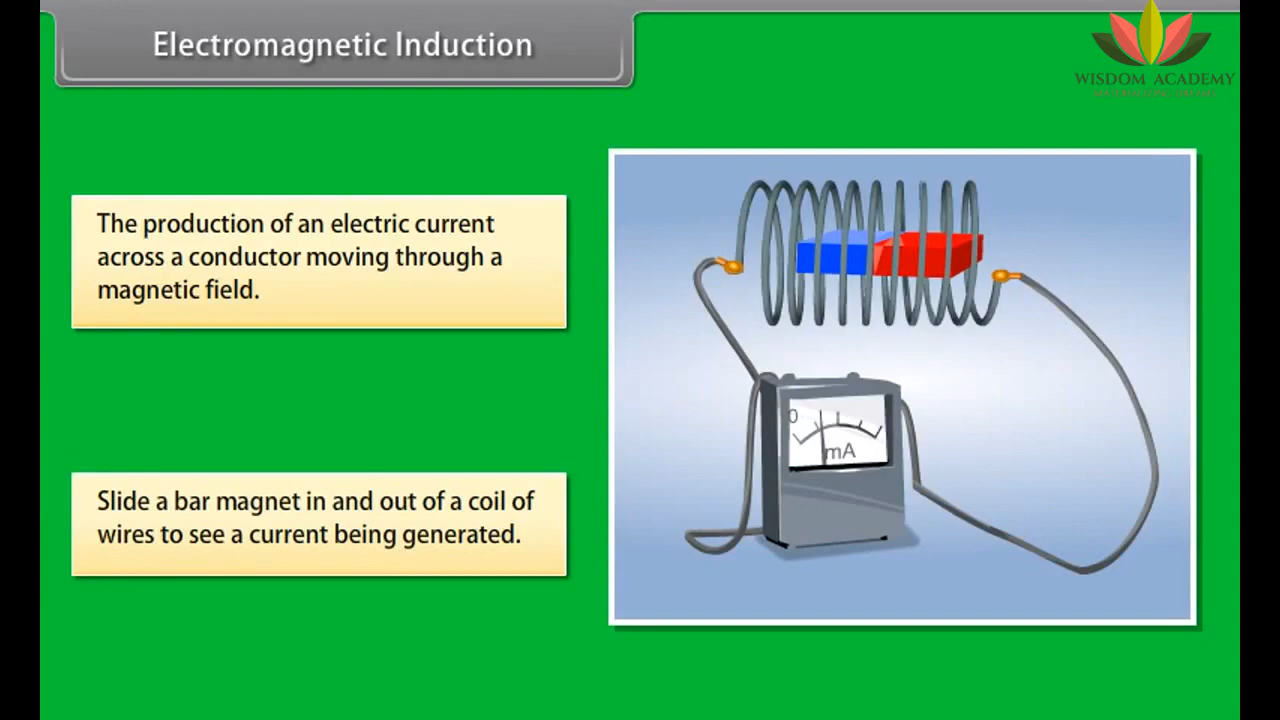 Electromagnetic Induction
WISDOM ACADEMY
The production of an electric current
across a conductor moving through a
magnetic field.
0
mA
Slide a bar magnet in and out of a coil of
wires to see a current being generated.